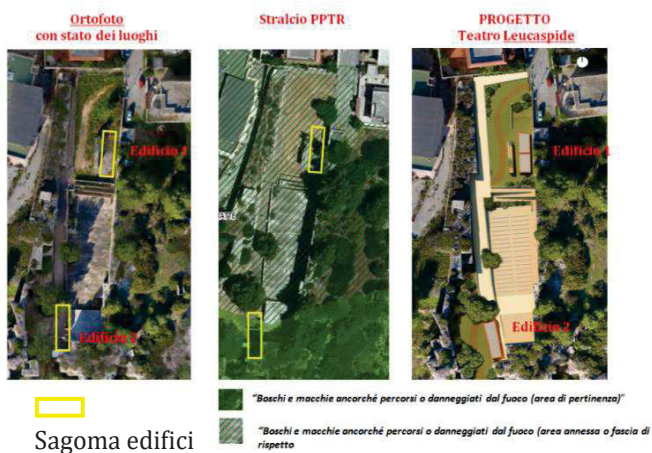 Ortofoto
con stato dei luoghi
Stralcio PPTR
PROGETTO
Teatro Leucaspide
Edificio 1
Edificio 2
Edificio 1
Edificio 2
Sagoma edifici
"Boschi e macchie ancorché percorsi o danneggiati dal fuoco (area di pertinenza)"
"Boschi e macchie ancorché percorsi o danneggiati dal fuoco (area annessa o fascia di
rispetto